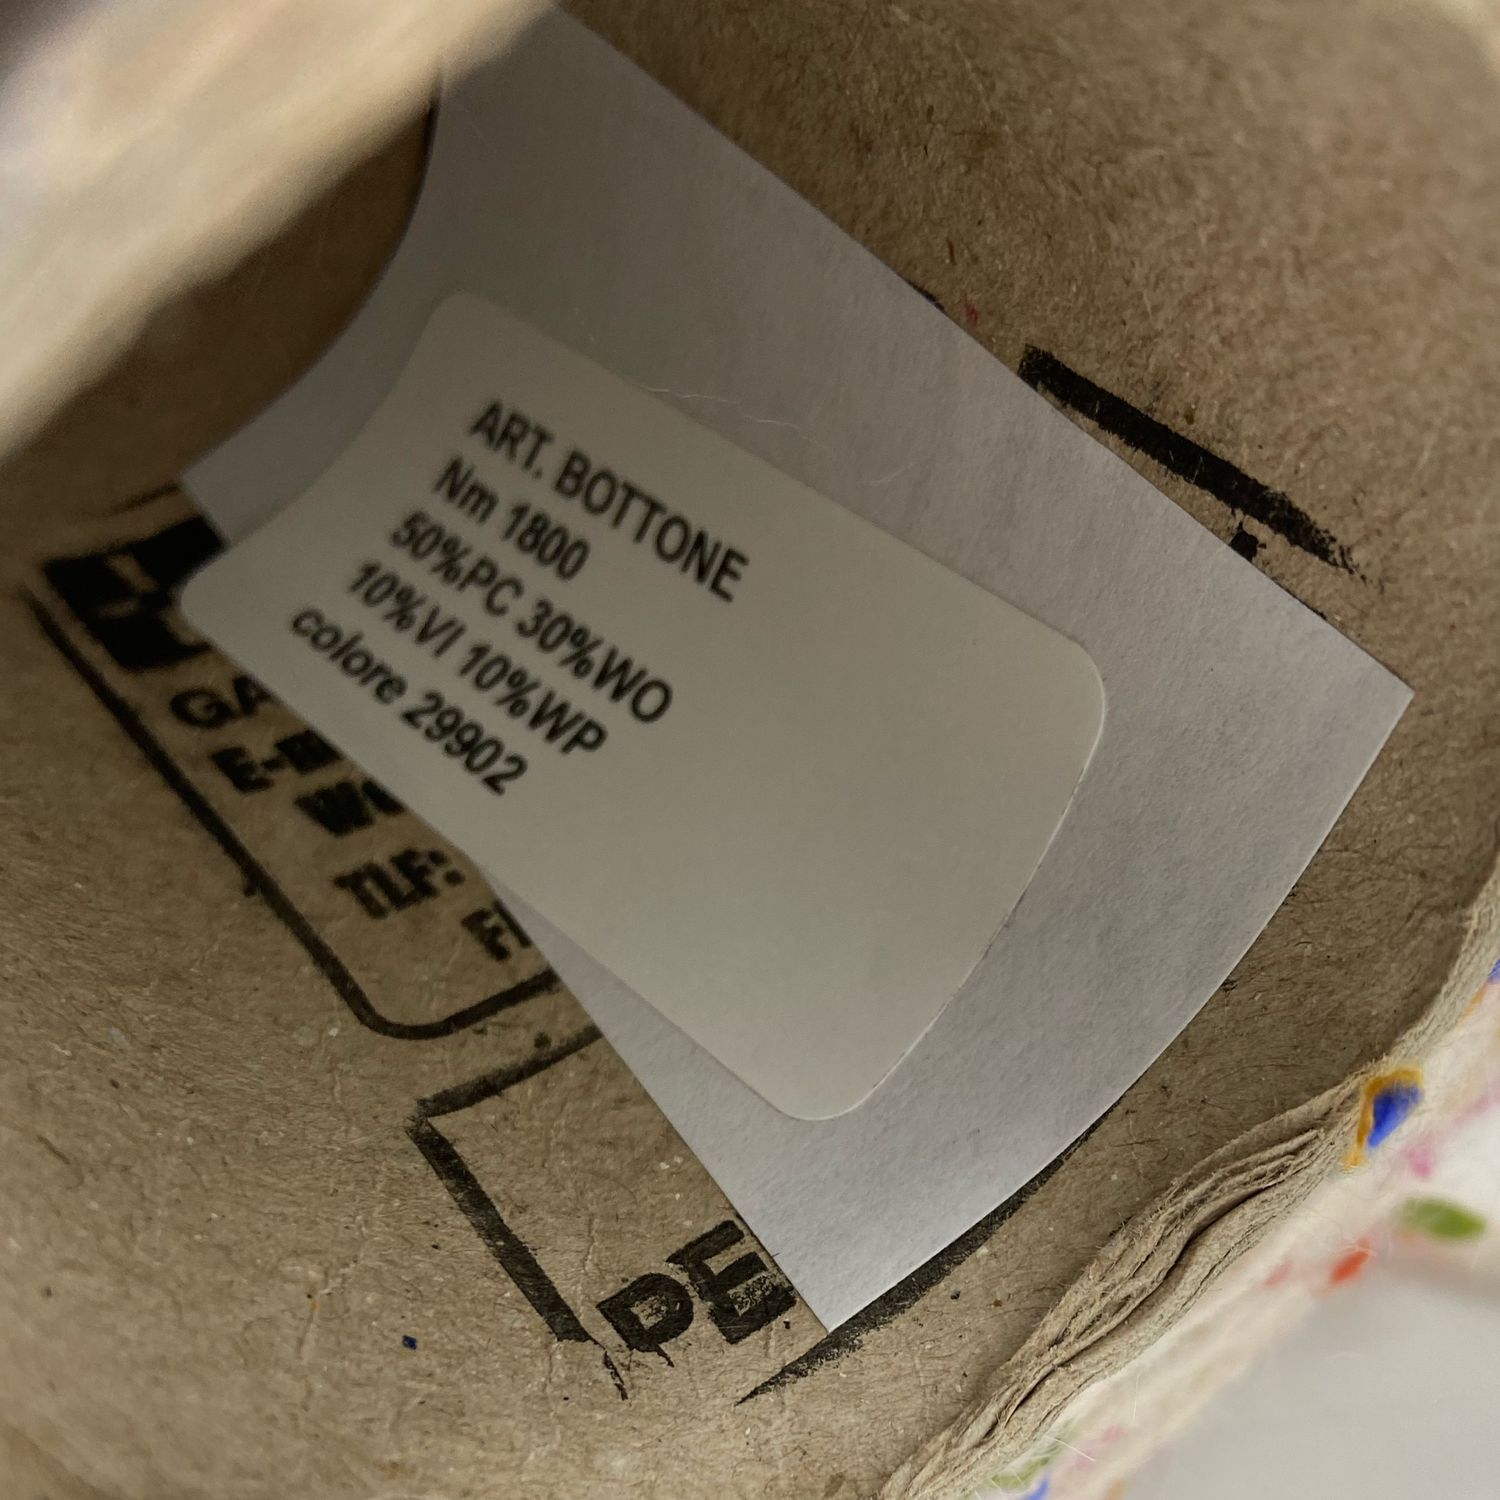 ART. BOTTONE
Nm 1800
50%PC 30%WO
10%VI 10%WP
colore 29902
TLF.
DE